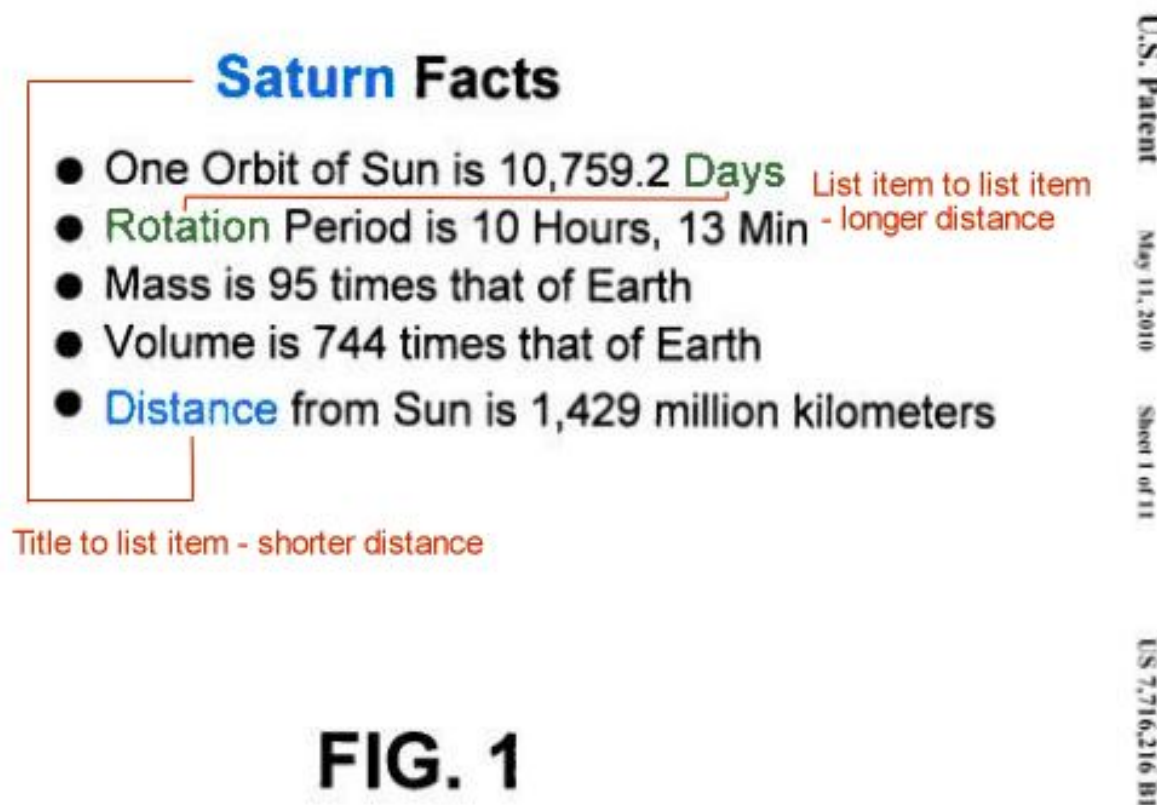 Saturn Facts
● One Orbit of Sun is 10,759.2 Days
List item to list item
- longer distance
● Rotation Period is 10 Hours, 13 Min
● Mass is 95 times that of Earth
● Volume is 744 times that of Earth
● Distance from Sun is 1,429 million kilometers
Title to list item - shorter distance
FIG. 1
U.S. Patent May 11, 2010 Sheet 1 of 11 US 7,716,216 B1